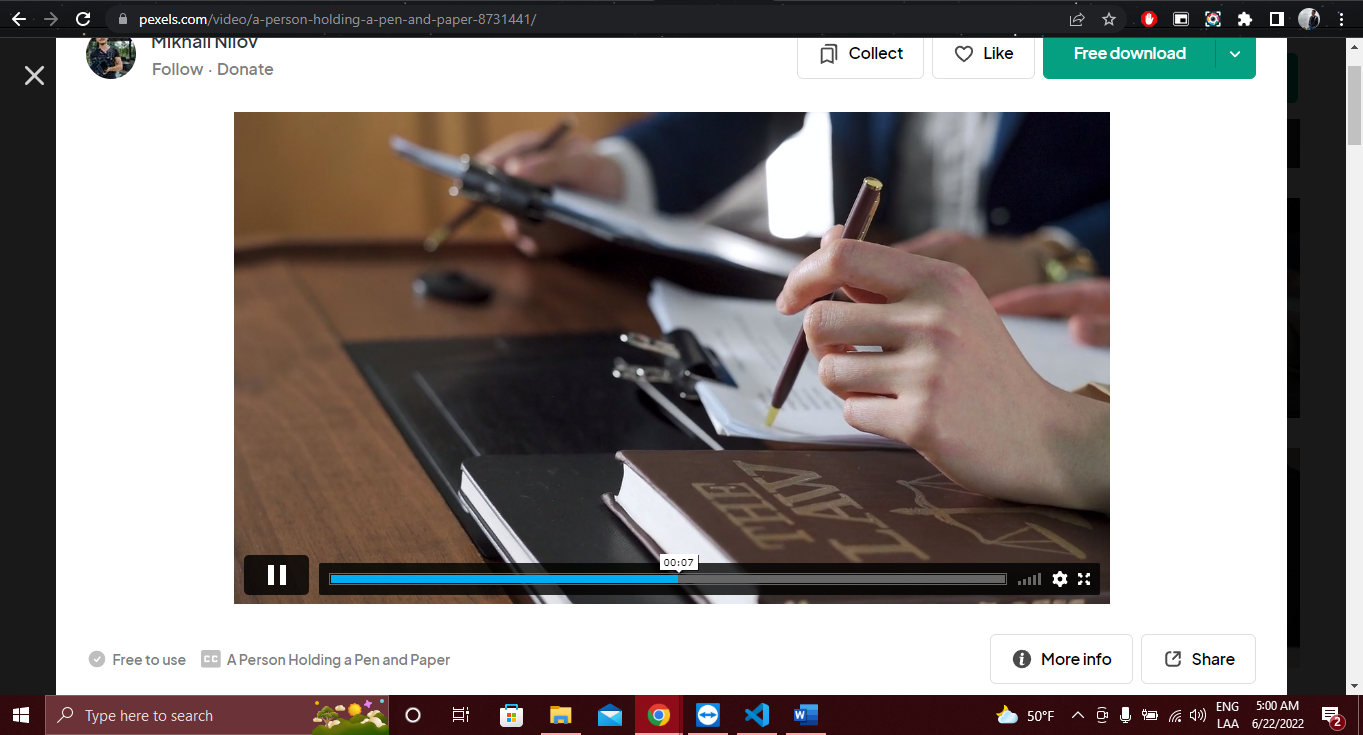 pexels.com/video/a-person-holding-a-pen-and-paper-8731441/
Mikhail Nilov
Follow · Donate
Collect
Like
Free download
THE
LAW
00:07
Free to use
CC
A Person Holding a Pen and Paper
More info
Share
Type here to search
50°F
ENG
LAA
5:00 AM
6/22/2022
2